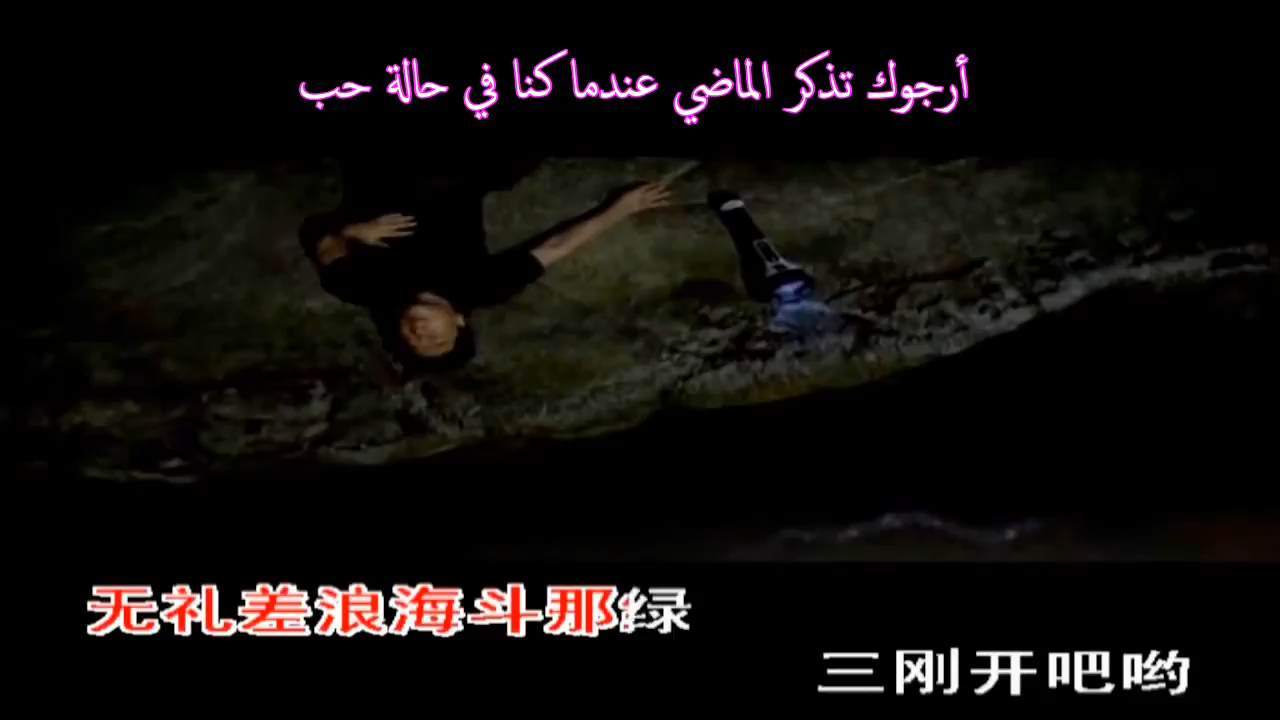 أرجوك تذكر الماضي عندما كنا في حالة حب
无礼差浪海斗那绿
三刚开吧哟